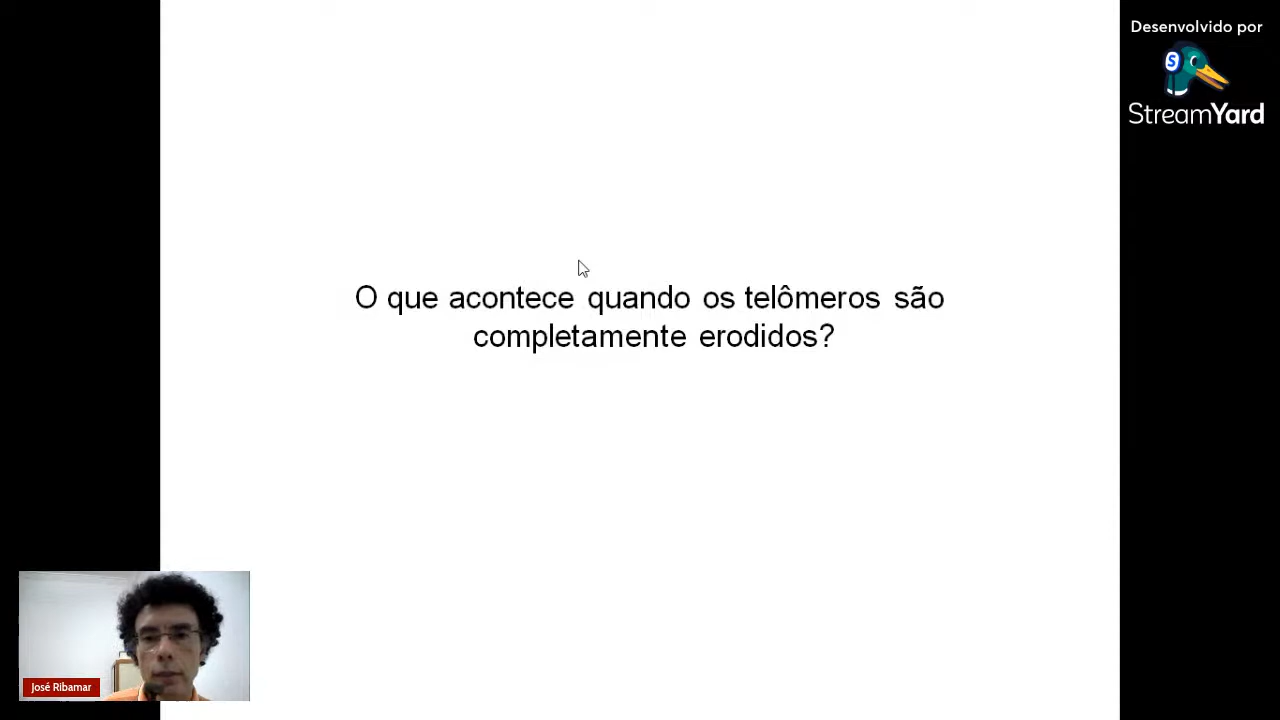 Desenvolvido por
StreamYard
O que acontece quando os telômeros são
completamente erodidos?
José Ribamar